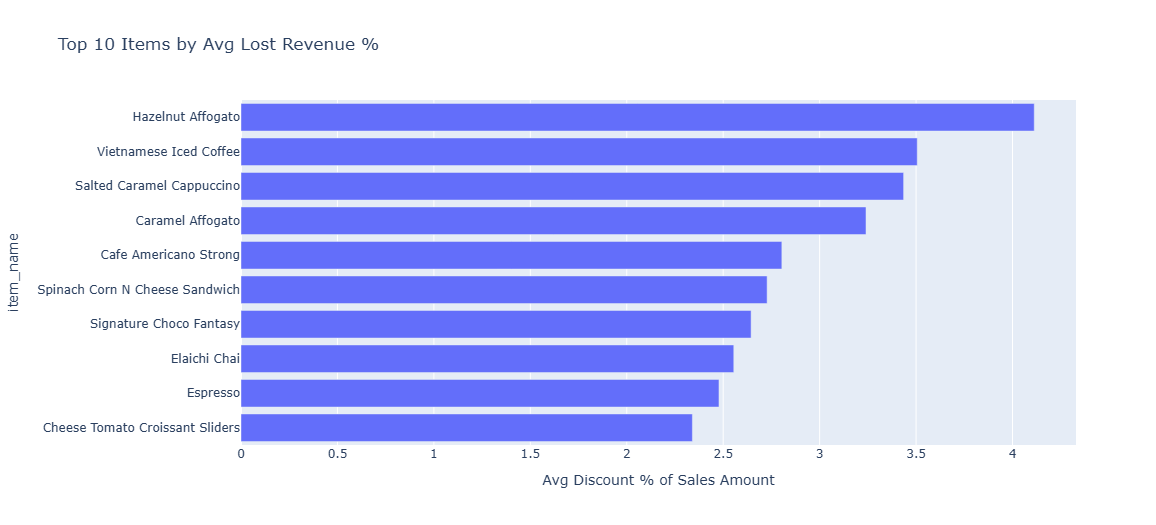 Top 10 Items by Avg Lost Revenue %
item_name
Hazelnut Affogato
Vietnamese Iced Coffee
Salted Caramel Cappuccino
Caramel Affogato
Cafe Americano Strong
Spinach Corn N Cheese Sandwich
Signature Choco Fantasy
Elaichi Chai
Espresso
Cheese Tomato Croissant Sliders
0 0.5 1 1.5 2 2.5 3 3.5 4
Avg Discount % of Sales Amount